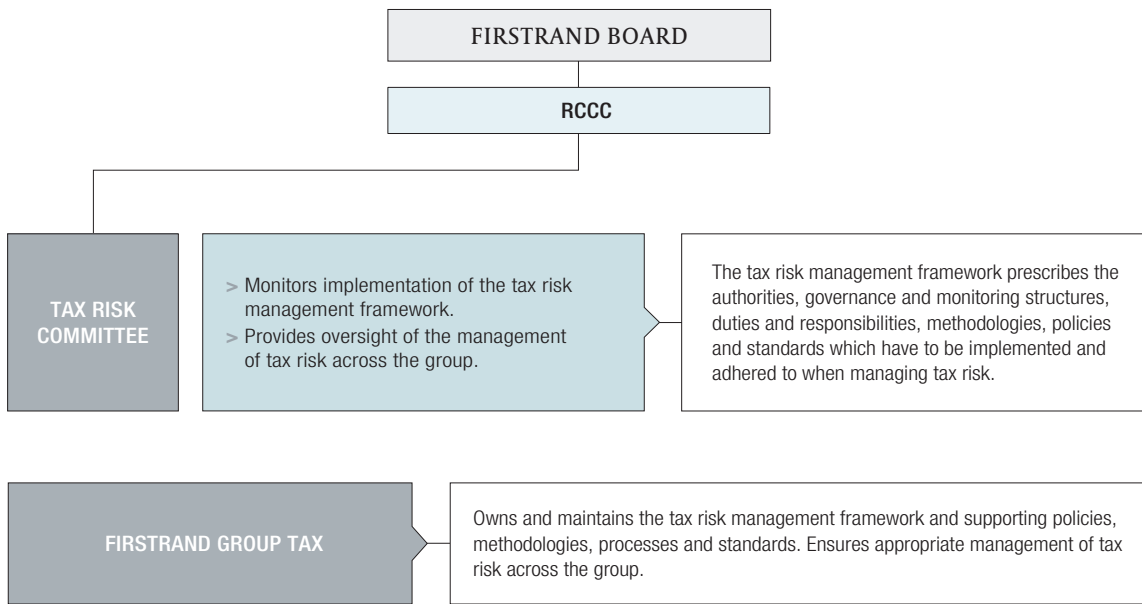 FIRSTRAND BOARD
RCCC
TAX RISK
COMMITTEE
> Monitors implementation of the tax risk
management framework.
> Provides oversight of the management
of tax risk across the group.
The tax risk management framework prescribes the
authorities, governance and monitoring structures,
duties and responsibilities, methodologies, policies
and standards which have to be implemented and
adhered to when managing tax risk.
FIRSTRAND GROUP TAX
Owns and maintains the tax risk management framework and supporting policies,
methodologies, processes and standards. Ensures appropriate management of tax
risk across the group.